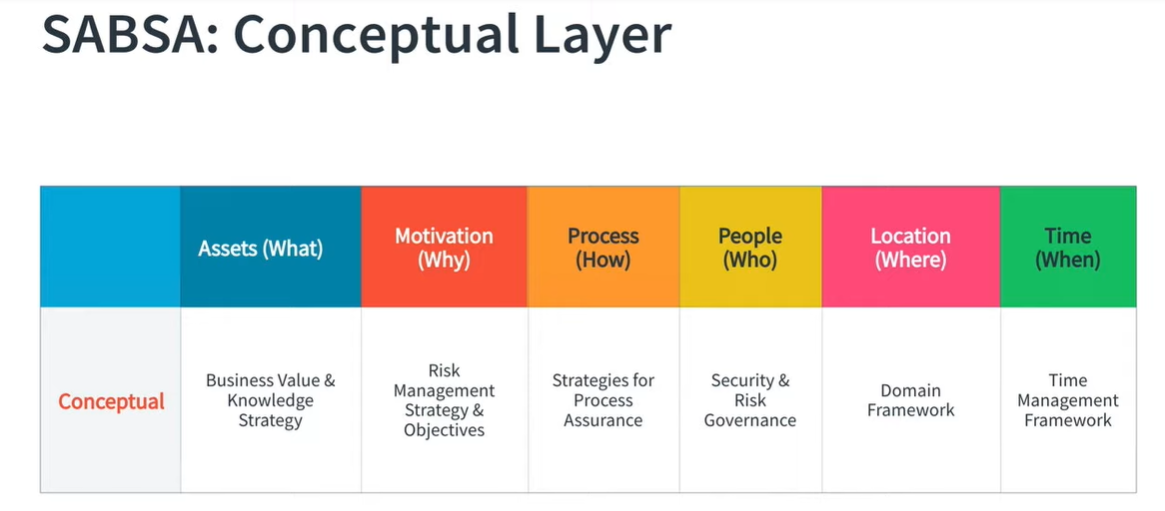 SABSA: Conceptual Layer
Assets (What)
Motivation
(Why)
Process
(How)
People
(Who)
Location
(Where)
Time
(When)
Conceptual
Business Value &
Knowledge
Strategy
Risk
Management
Strategy &
Objectives
Strategies for
Process
Assurance
Security &
Risk
Governance
Domain
Framework
Time
Management
Framework